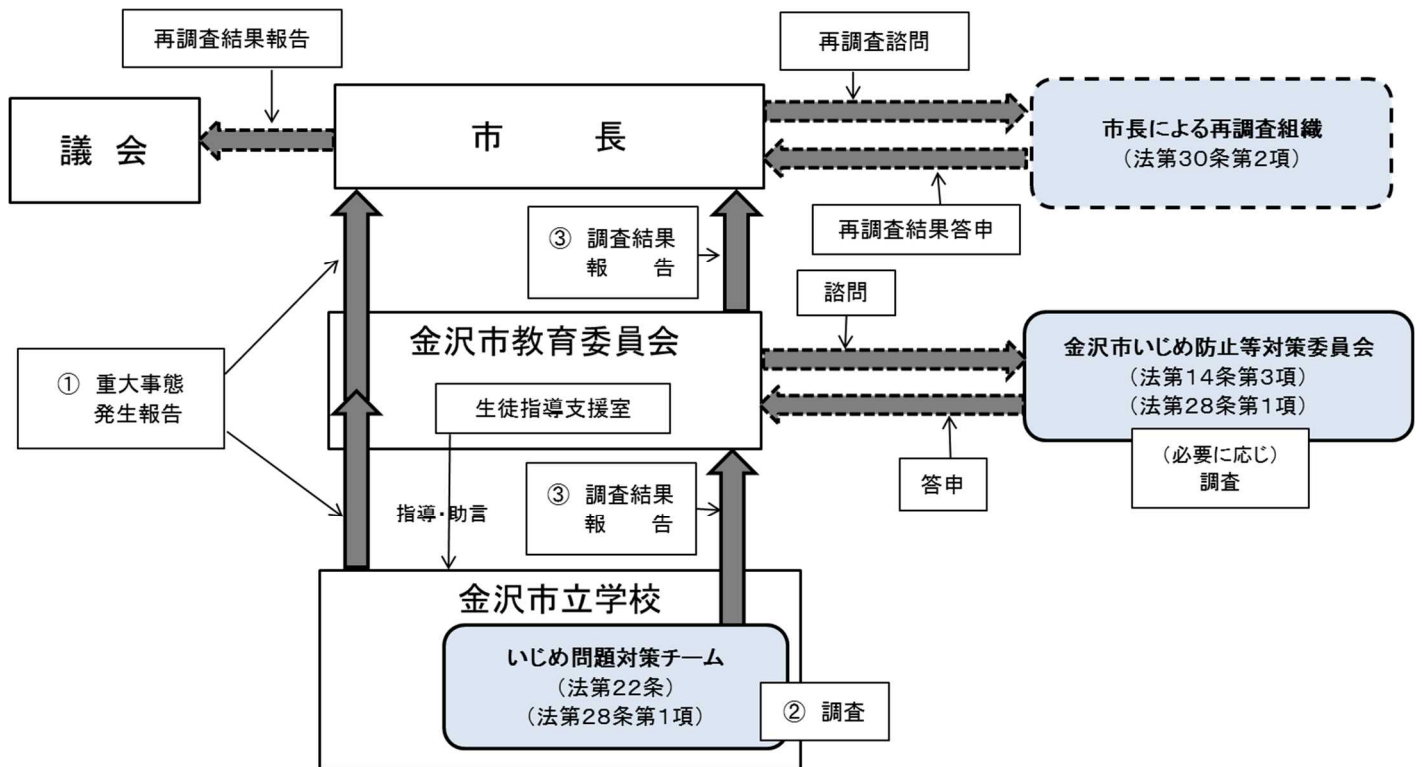 再調査結果報告
再調査諮問
議 会
市 長
市長による再調査組織
（法第30条第2項）
③ 調査結果
報 告
再調査結果答申
諮問
① 重大事態
発生報告
金沢市教育委員会
生徒指導支援室
金沢市いじめ防止等対策委員会
（法第14条第3項）
（法第28条第1項）
（必要に応じ）
調査
答申
指導・助言
③ 調査結果
報 告
金沢市立学校
いじめ問題対策チーム
（法第22条）
（法第28条第1項）
② 調査